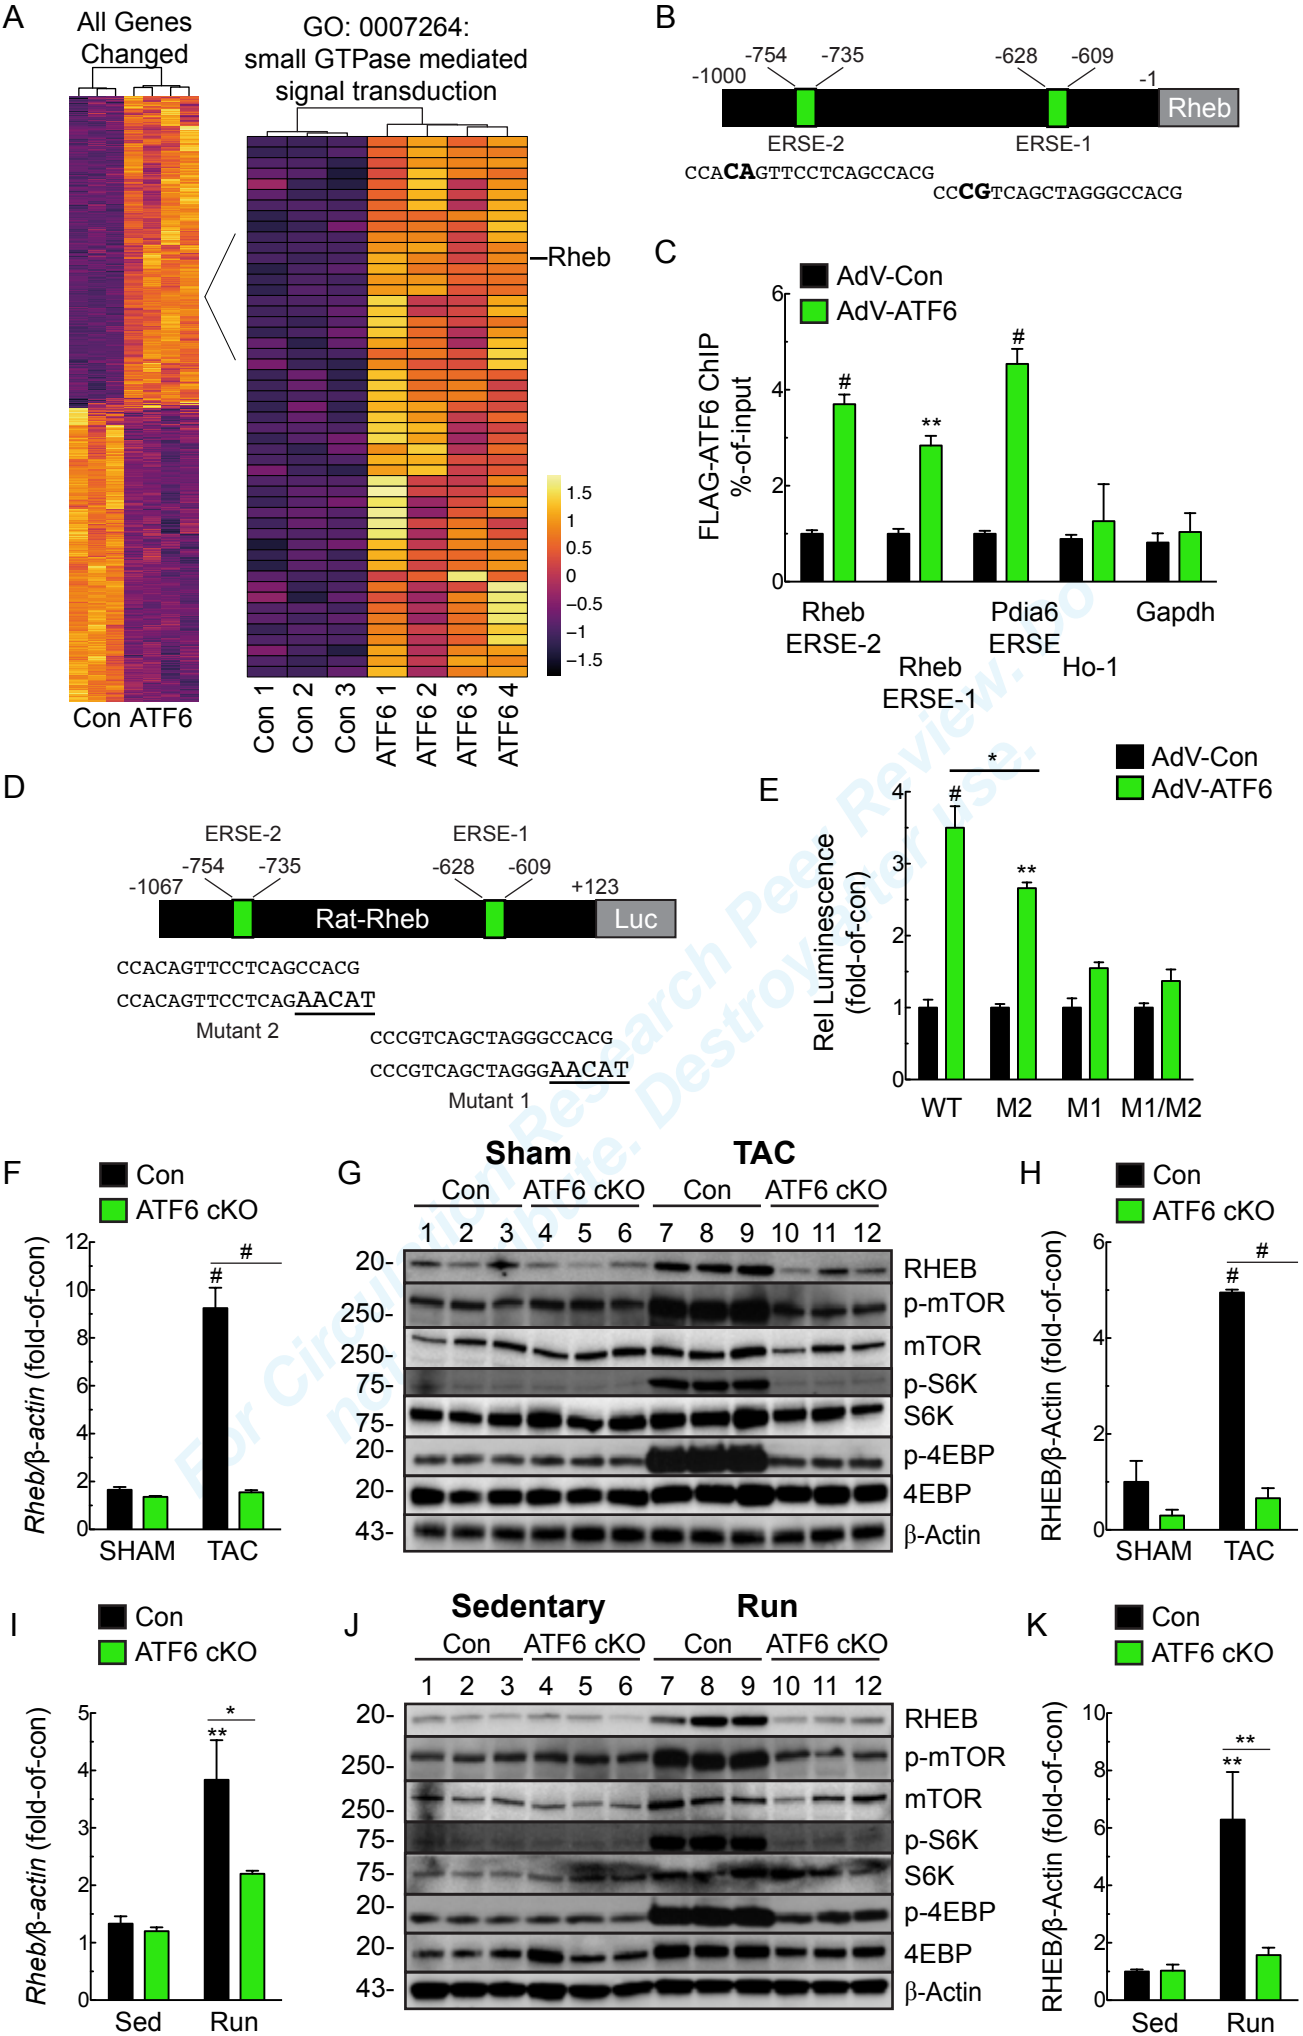 A
All Genes
Changed
GO: 0007264:
small GTPase mediated
signal transduction
Rheb
1.5
1
0.5
0
−0.5
−1
−1.5
Con ATF6
Con 1
Con 2
Con 3
ATF6 1
ATF6 2
ATF6 3
ATF6 4
B
-754
-735
-628
-609
-1000
-1
Rheb
ERSE-2
ERSE-1
CCACAGTTCCTCAGCCACG
CCCGTCAGCTAGGGCCACG
C
AdV-Con
AdV-ATF6
FLAG-ATF6 ChIP
%-of-input
6
4
2
0
#
**
#
Rheb
ERSE-2
Rheb
ERSE-1
Pdia6
ERSE
Ho-1
Gapdh
D
ERSE-2
ERSE-1
-754
-735
-628
-609
-1067
+123
Rat-Rheb
Luc
CCACAGTTCCTCAGCCACG
CCACAGTTCCTCAGAACAT
Mutant 2
CCCGTCAGCTAGGGCCACG
CCCGTCAGCTAGGGAACAT
Mutant 1
E
AdV-Con
AdV-ATF6
Rel Luminescence
(fold-of-con)
4
3
2
1
0
*
#
**
WT
M2
M1
M1/M2
F
Con
ATF6 cKO
Rheb/β-actin (fold-of-con)
12
10
8
6
4
2
0
#
#
SHAM
TAC
G
Sham
TAC
Con
ATF6 cKO
Con
ATF6 cKO
1 2 3 4 5 6 7 8 9 10 11 12
20- RHEB
250- p-mTOR
250- mTOR
75- p-S6K
75- S6K
20- p-4EBP
20- 4EBP
43- β-Actin
H
Con
ATF6 cKO
RHEB/β-Actin (fold-of-con)
6
4
2
0
#
#
SHAM
TAC
I
Con
ATF6 cKO
Rheb/β-actin (fold-of-con)
5
4
3
2
1
0
*
**
Sed
Run
J
Sedentary
Run
Con
ATF6 cKO
Con
ATF6 cKO
1 2 3 4 5 6 7 8 9 10 11 12
20- RHEB
250- p-mTOR
250- mTOR
75- p-S6K
75- S6K
20- p-4EBP
20- 4EBP
43- β-Actin
K
Con
ATF6 cKO
RHEB/β-Actin (fold-of-con)
10
8
6
4
2
0
**
**
Sed
Run
For Circulation Research Peer Review.
Destroy after use.